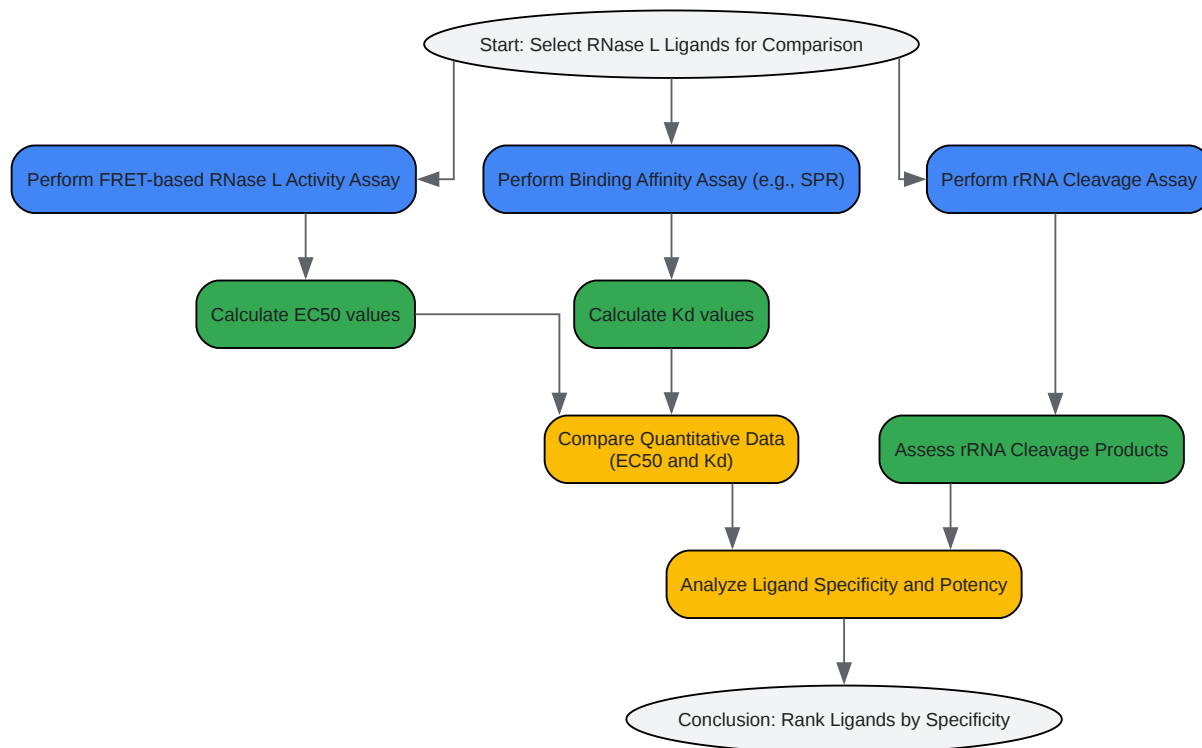 Start: Select RNase L Ligands for Comparison
Perform FRET-based RNase L Activity Assay
Perform Binding Affinity Assay (e.g., SPR)
Perform rRNA Cleavage Assay
Calculate EC50 values
Calculate Kd values
Compare Quantitative Data
(EC50 and Kd)
Assess rRNA Cleavage Products
Analyze Ligand Specificity and Potency
Conclusion: Rank Ligands by Specificity